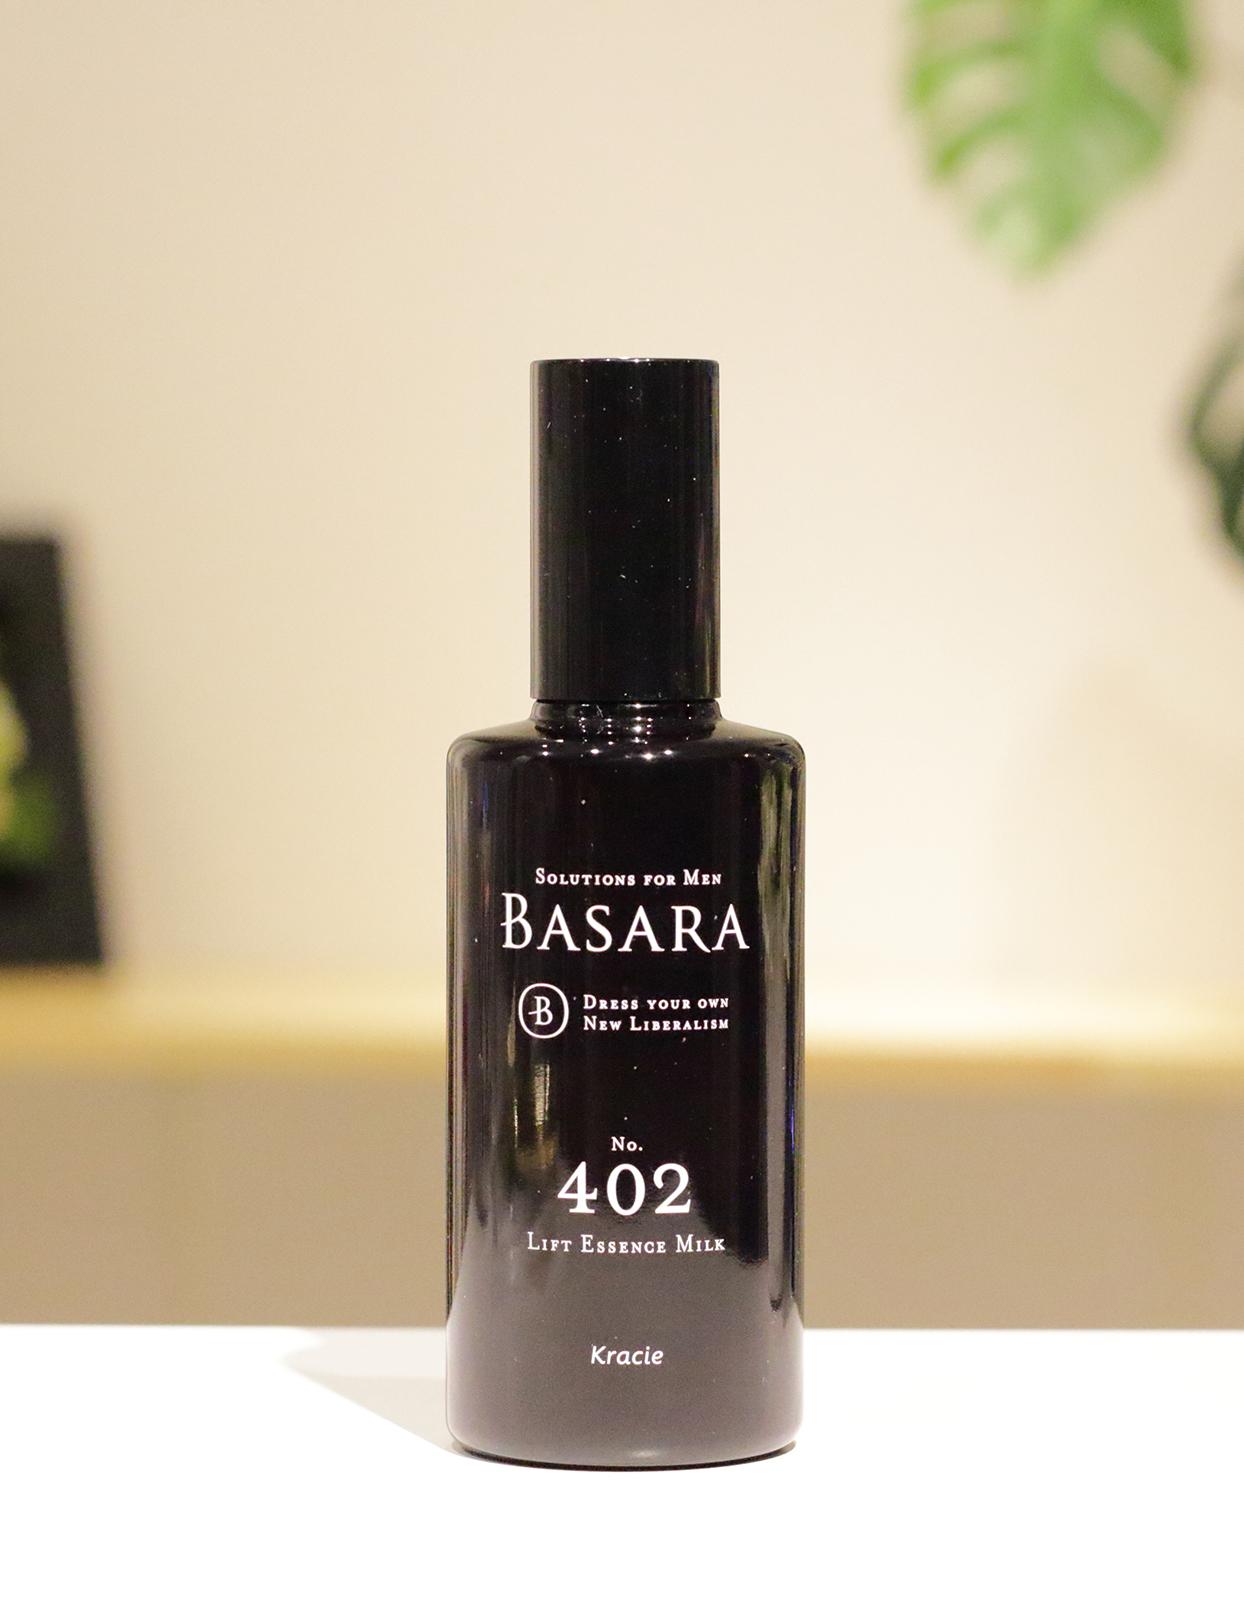 Solutions for Men
BASARA
B Dress your own
New Liberalism
No.
402
Lift Essence Milk
Kracie